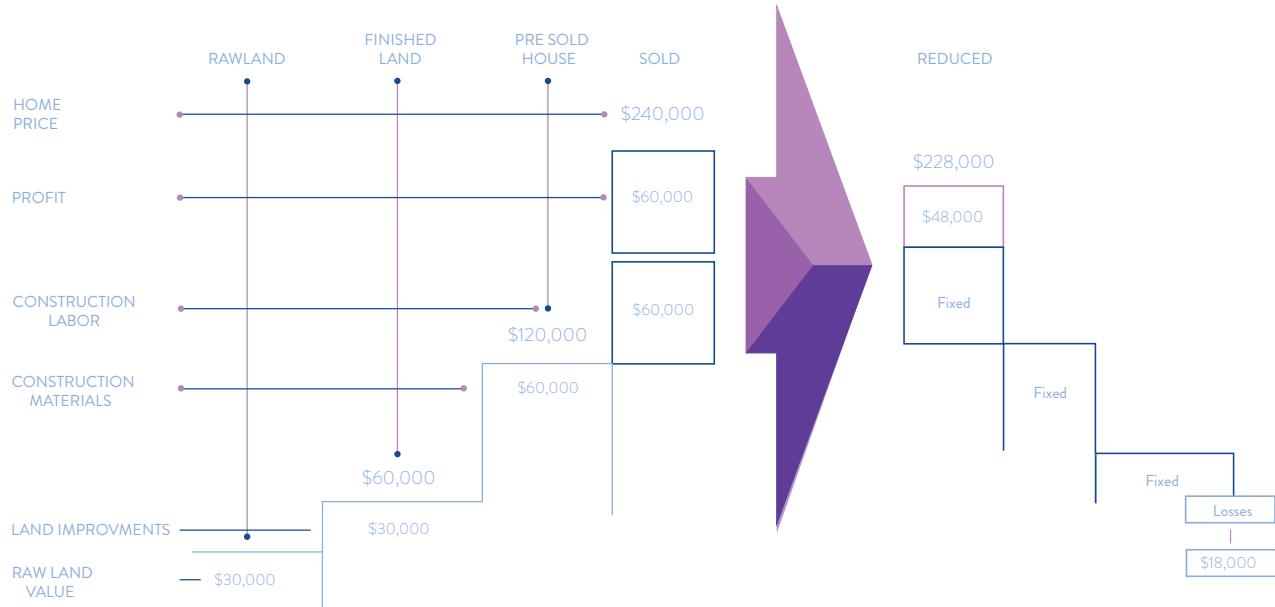 RAWLAND
FINISHED
LAND
PRE SOLD
HOUSE
SOLD
REDUCED
HOME
PRICE
$240,000
$228,000
PROFIT
$60,000
$48,000
CONSTRUCTION
LABOR
$60,000
Fixed
$120,000
CONSTRUCTION
MATERIALS
$60,000
Fixed
$60,000
Fixed
LAND IMPROVMENTS
$30,000
Losses
RAW LAND
VALUE
$30,000
$18,000